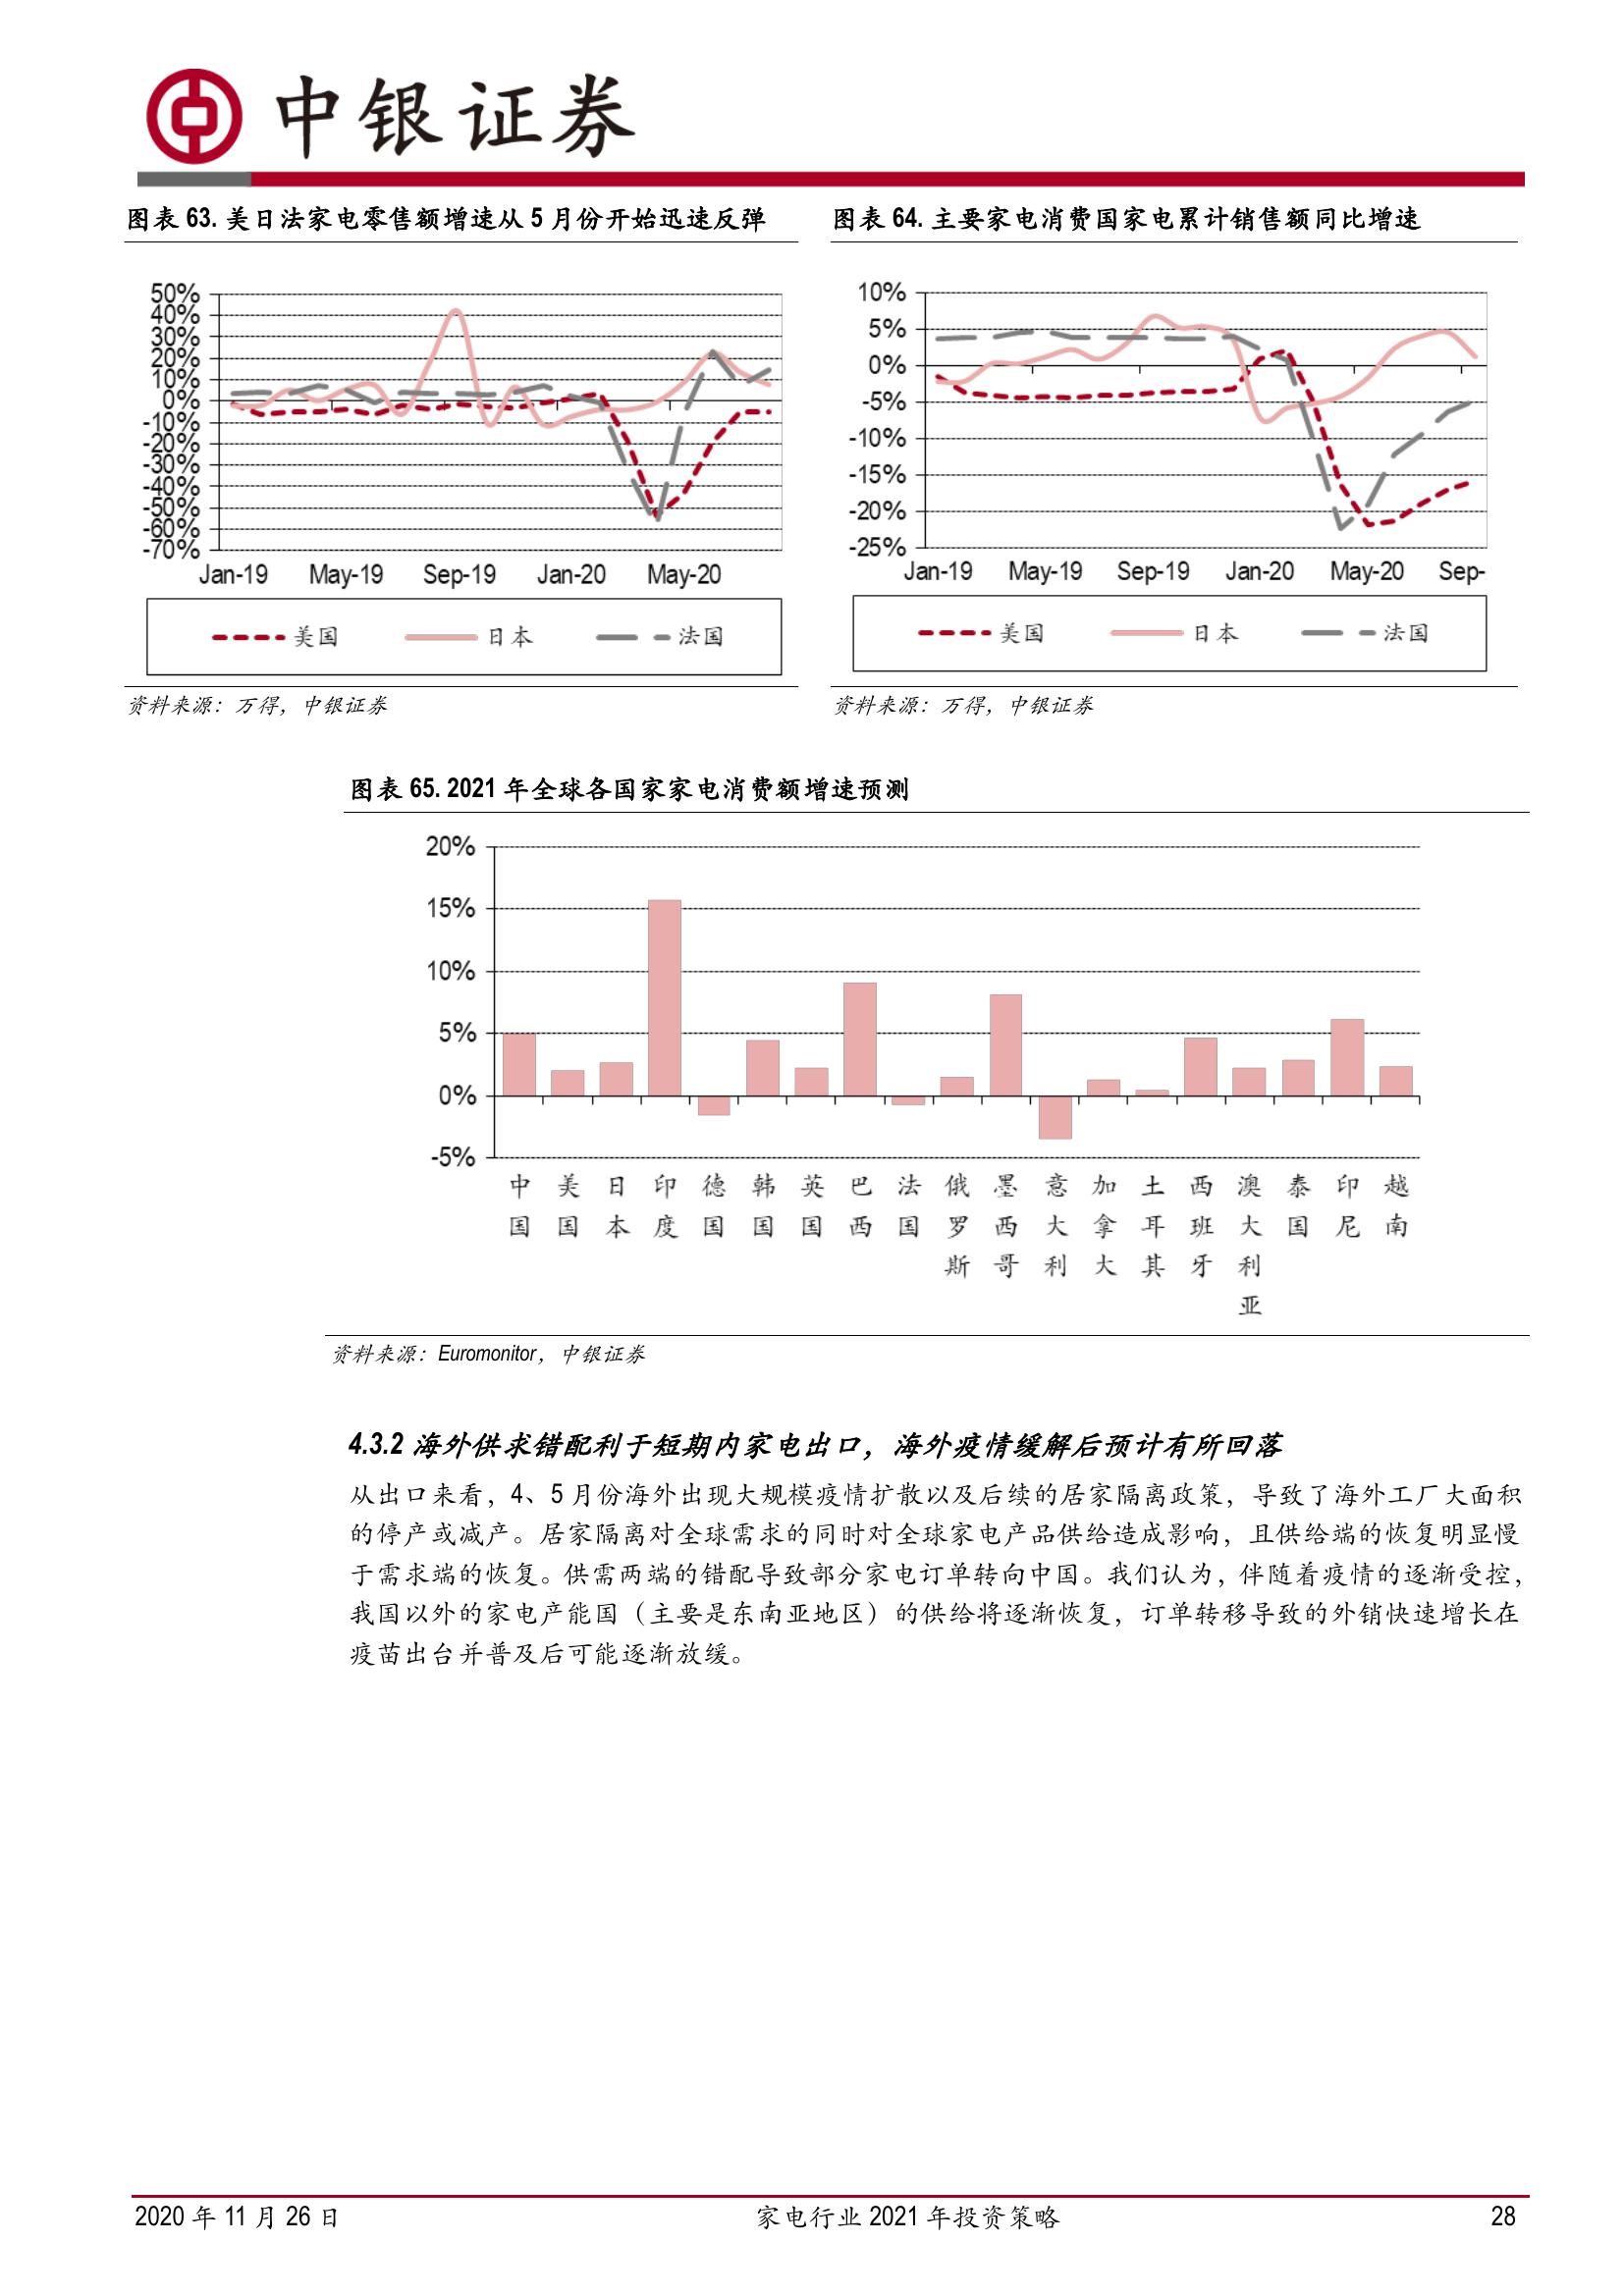 中银证券
图表 63. 美日法家电零售额增速从 5 月份开始迅速反弹
50%
40%
30%
20%
10%
0%
-10%
-20%
-30%
-40%
-50%
-60%
-70%
Jan-19 May-19 Sep-19 Jan-20 May-20
美国 日本 法国
资料来源：万得，中银证券
图表 64. 主要家电消费国家电累计销售额同比增速
10%
5%
0%
-5%
-10%
-15%
-20%
-25%
Jan-19 May-19 Sep-19 Jan-20 May-20 Sep-
美国 日本 法国
资料来源：万得，中银证券
图表 65. 2021 年全球各国家家电消费额增速预测
20%
15%
10%
5%
0%
-5%
中国 美国 日本 印度 德国 韩国 英国 巴西 法国 俄罗斯 墨西哥 意大利 加拿大 土耳其 西班牙 澳大利亚 泰国 印尼 越南
资料来源：Euromonitor，中银证券
4.3.2 海外供求错配利于短期内家电出口，海外疫情缓解后预计有所回落
从出口来看，4、5 月份海外出现大规模疫情扩散以及后续的居家隔离政策，导致了海外工厂大面积
的停产或减产。居家隔离对全球需求的同时对全球家电产品供给造成影响，且供给端的恢复明显慢
于需求端的恢复。供需两端的错配导致部分家电订单转向中国。我们认为，伴随着疫情的逐渐受控，
我国以外的家电产能国（主要是东南亚地区）的供给将逐渐恢复，订单转移导致的外销快速增长在
疫苗出台并普及后可能逐渐放缓。
2020 年 11 月 26 日 家电行业 2021 年投资策略 28